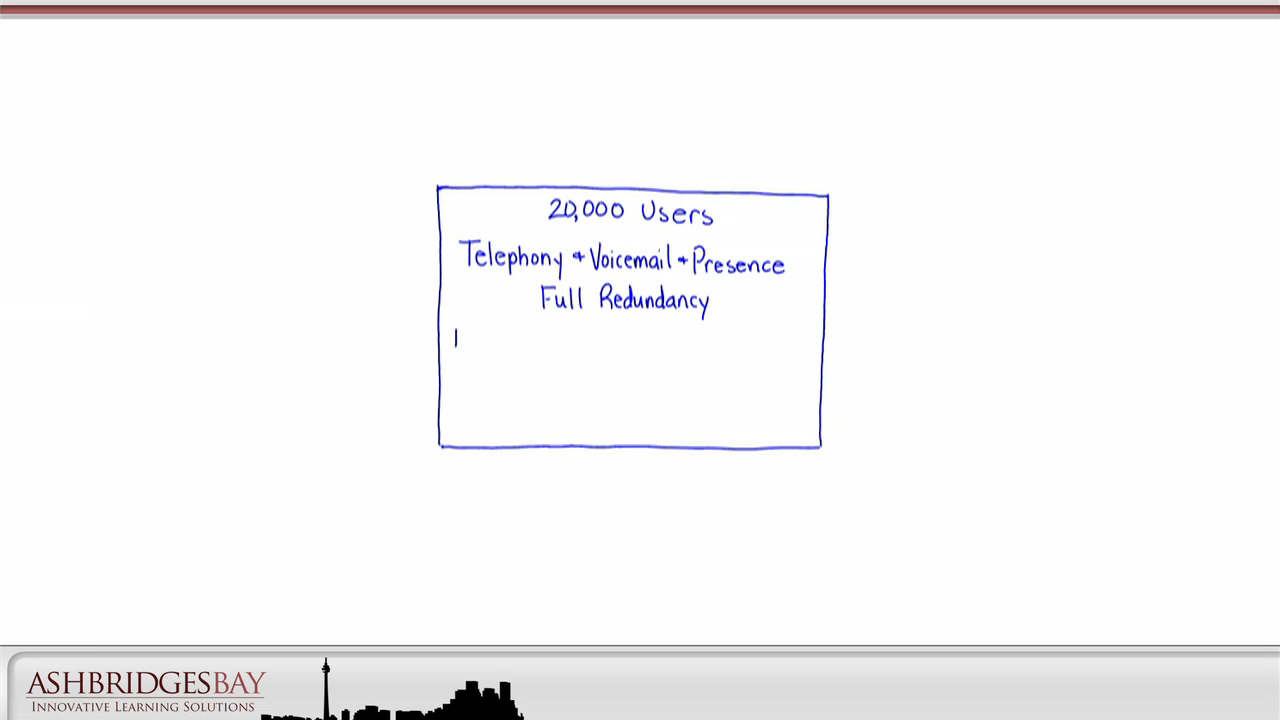 20,000 Users
Telephony + Voicemail + Presence
Full Redundancy
ASHBRIDGESBAY
INNOVATIVE LEARNING SOLUTIONS